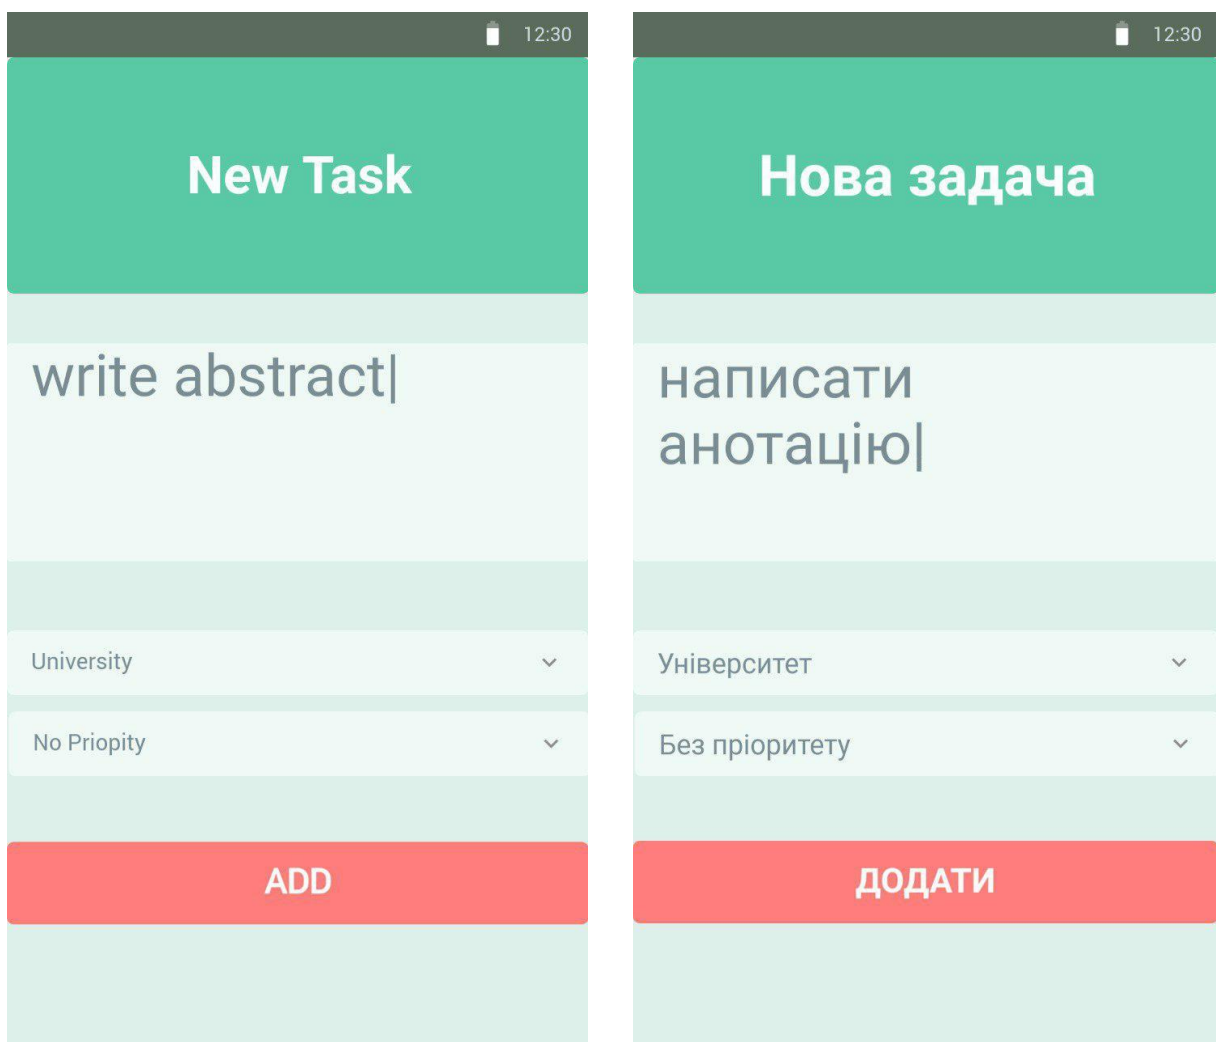 12:30
New Task
write abstract
University
No Priopity
ADD
12:30
Нова задача
написати
анотацію
Університет
Без пріоритету
ДОДАТИ